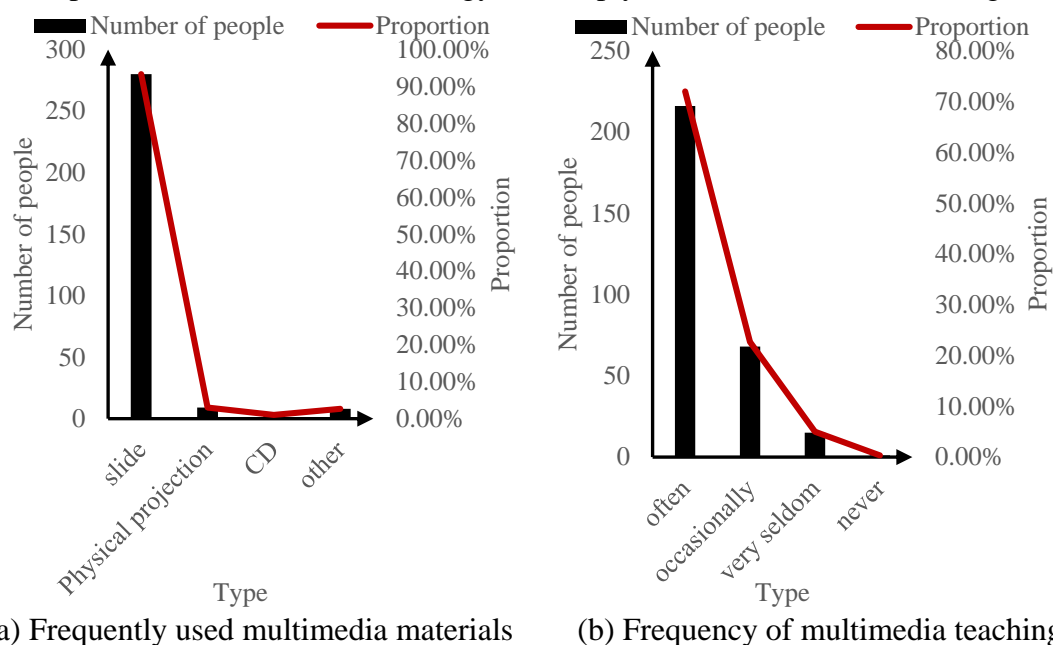 Number of people Proportion
300
250
200
150
100
50
0
100.00%
90.00%
80.00%
70.00%
60.00%
50.00%
40.00%
30.00%
20.00%
10.00%
0.00%
Number of people
Proportion
slide
Physical projection
CD
other
Type
a) Frequently used multimedia materials
Number of people Proportion
250
200
150
100
50
0
80.00%
70.00%
60.00%
50.00%
40.00%
30.00%
20.00%
10.00%
0.00%
Number of people
Proportion
often
occasionally
very seldom
never
Type
(b) Frequency of multimedia teaching